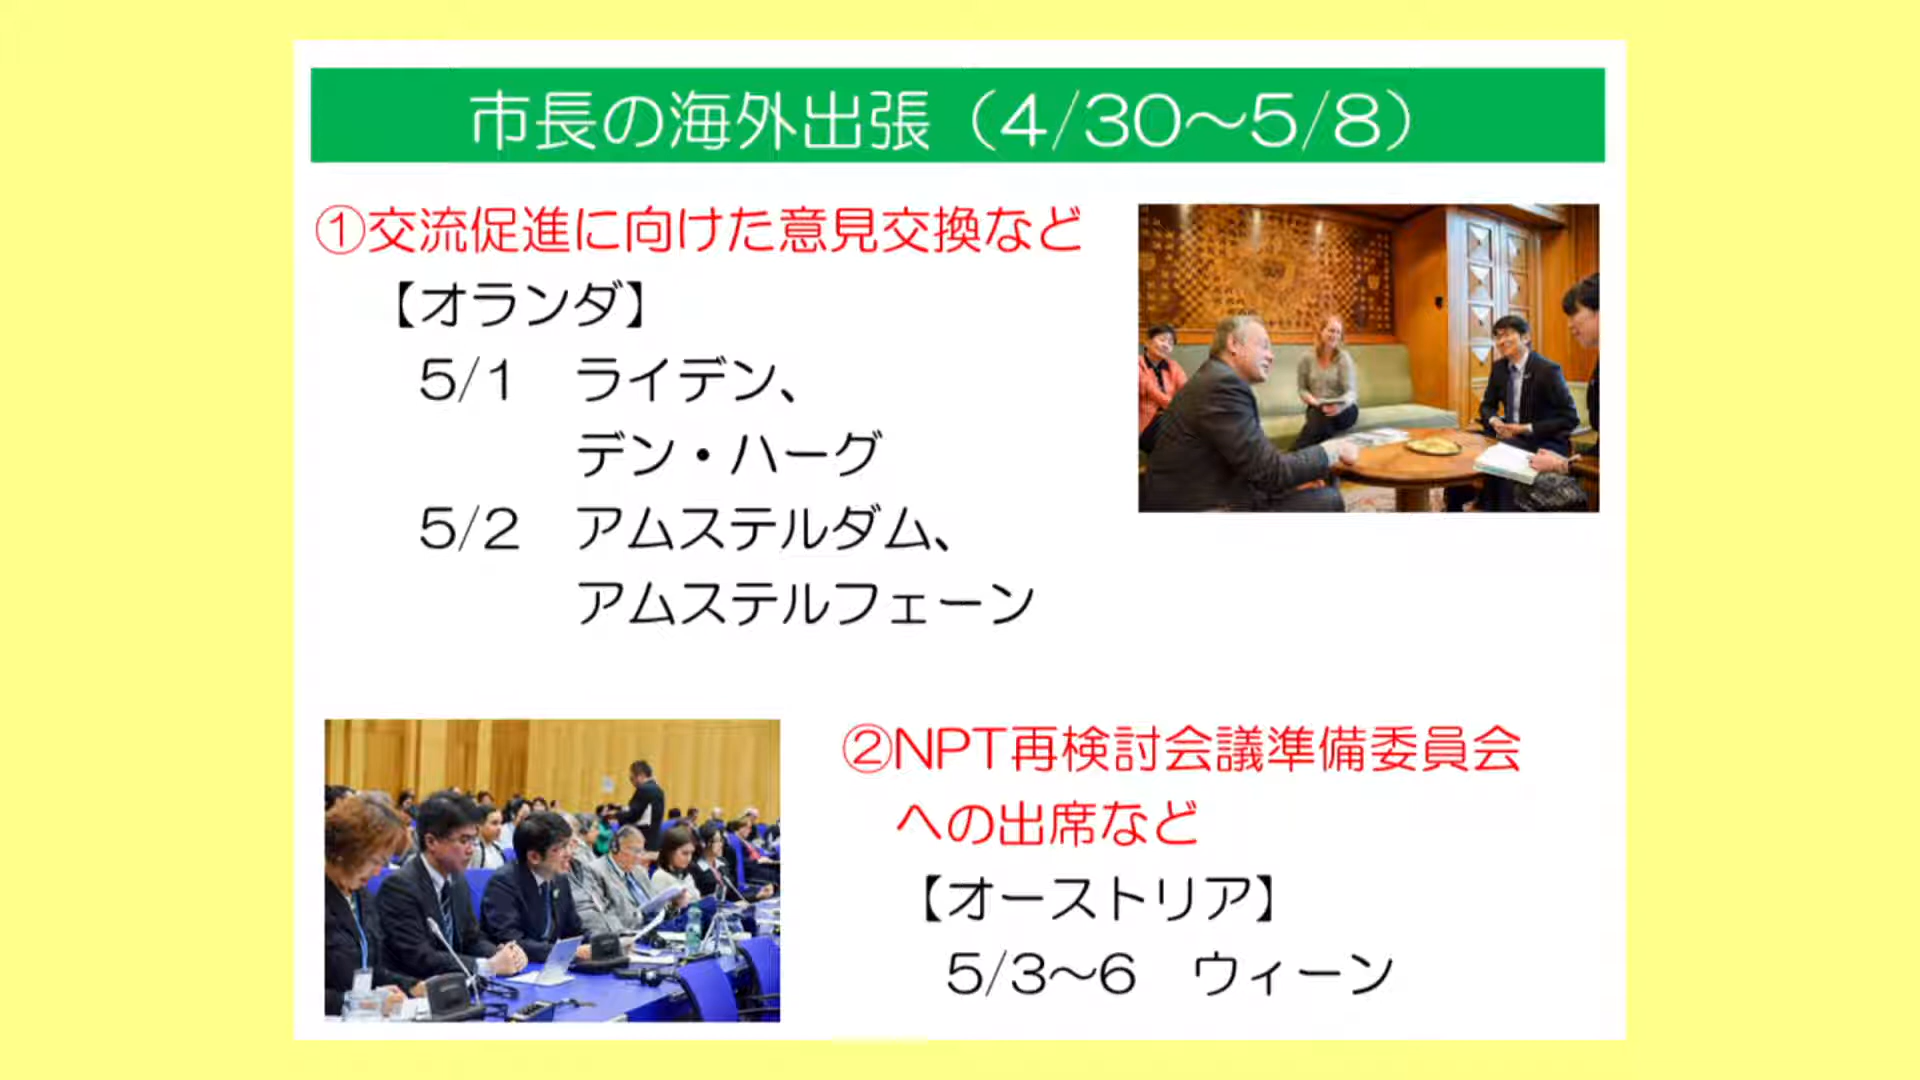 市長の海外出張（4/30〜5/8）
①交流促進に向けた意見交換など
【オランダ】
5/1　ライデン、
デン・ハーグ
5/2　アムステルダム、
アムステルフェーン
②NPT再検討会議準備委員会
への出席など
【オーストリア】
5/3〜6　ウィーン